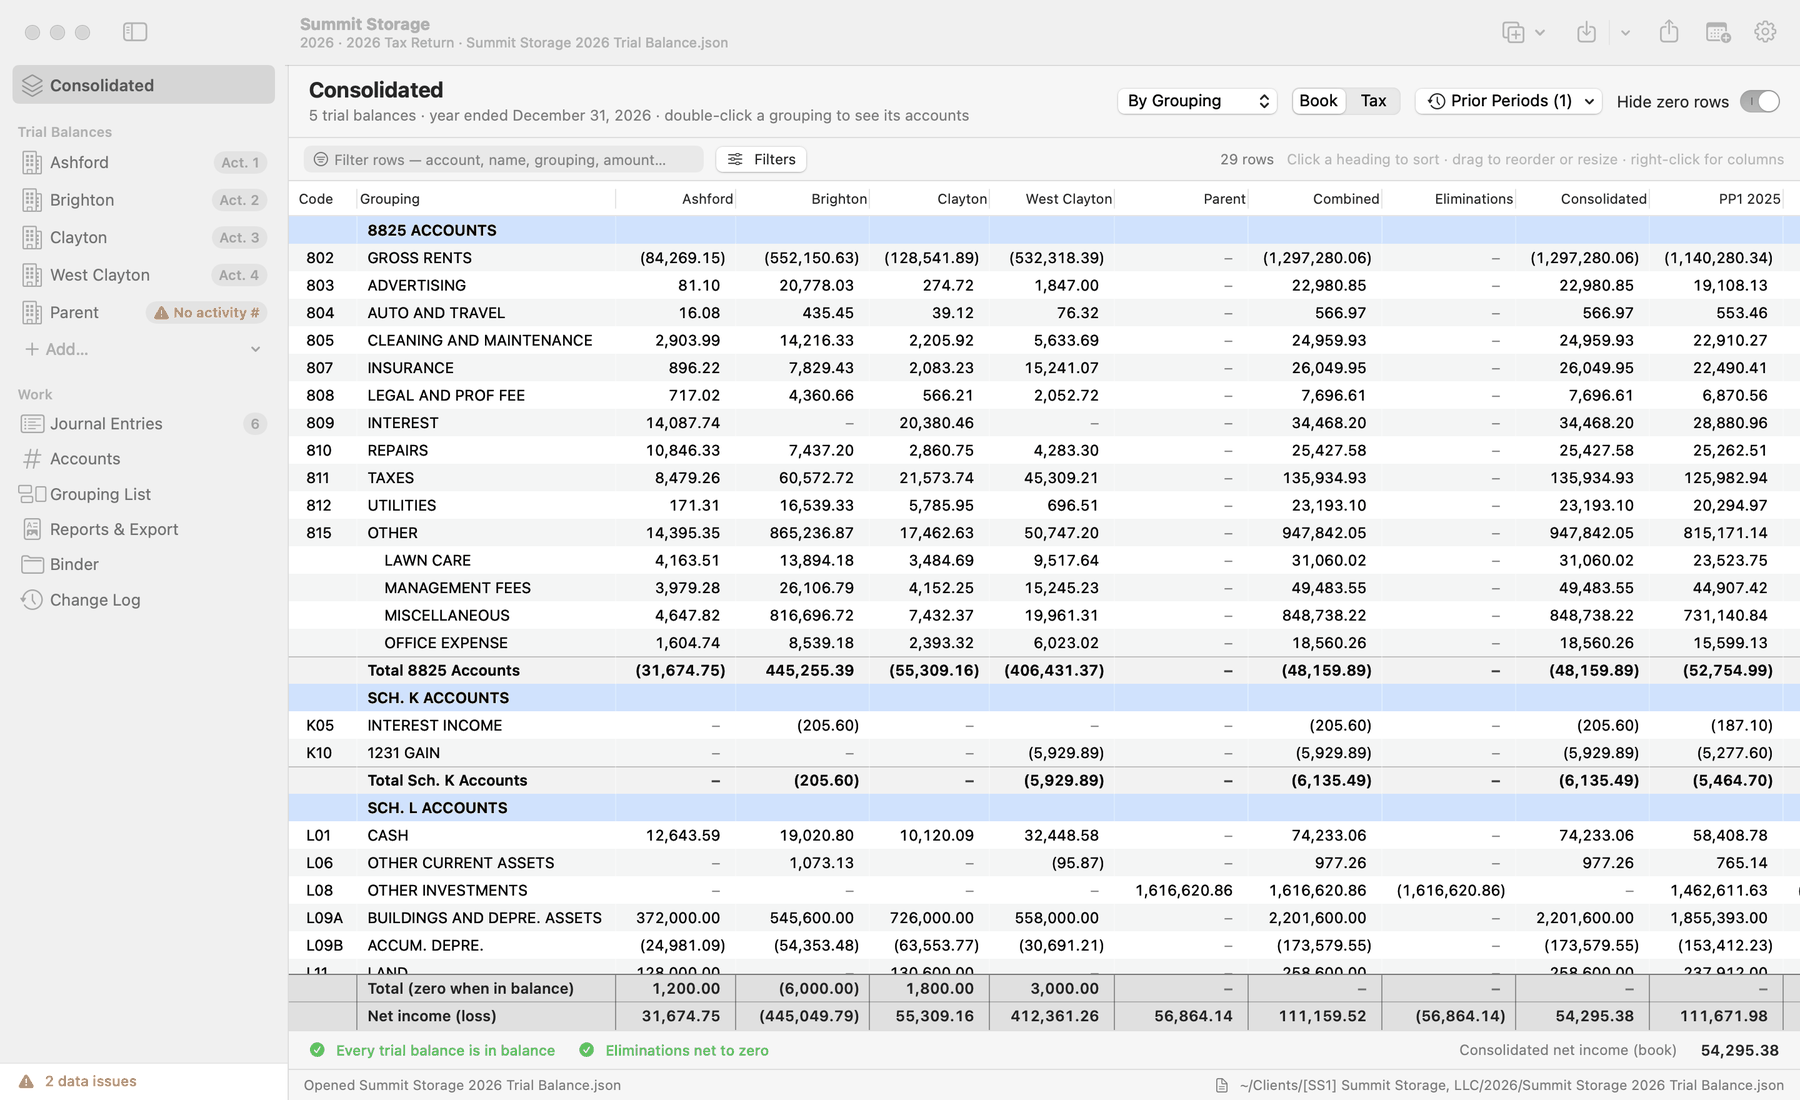 Summit Storage
2026 · 2026 Tax Return · Summit Storage 2026 Trial Balance.json
Consolidated
Trial Balances
Ashford Act. 1
Brighton Act. 2
Clayton Act. 3
West Clayton Act. 4
Parent No activity #
Add...
Work
Journal Entries 6
Accounts
Grouping List
Reports & Export
Binder
Change Log
2 data issues
Consolidated
5 trial balances · year ended December 31, 2026 · double-click a grouping to see its accounts
By Grouping Book Tax Prior Periods (1) Hide zero rows
Filter rows — account, name, grouping, amount... Filters 29 rows Click a heading to sort · drag to reorder or resize · right-click for columns
Code Grouping Ashford Brighton Clayton West Clayton Parent Combined Eliminations Consolidated PP1 2025
8825 ACCOUNTS
802 GROSS RENTS (84,269.15) (552,150.63) (128,541.89) (532,318.39) – (1,297,280.06) – (1,297,280.06) (1,140,280.34)
803 ADVERTISING 81.10 20,778.03 274.72 1,847.00 – 22,980.85 – 22,980.85 19,108.13
804 AUTO AND TRAVEL 16.08 435.45 39.12 76.32 – 566.97 – 566.97 553.46
805 CLEANING AND MAINTENANCE 2,903.99 14,216.33 2,205.92 5,633.69 – 24,959.93 – 24,959.93 22,910.27
807 INSURANCE 896.22 7,829.43 2,083.23 15,241.07 – 26,049.95 – 26,049.95 22,490.41
808 LEGAL AND PROF FEE 717.02 4,360.66 566.21 2,052.72 – 7,696.61 – 7,696.61 6,870.56
809 INTEREST 14,087.74 – 20,380.46 – – 34,468.20 – 34,468.20 28,880.96
810 REPAIRS 10,846.33 7,437.20 2,860.75 4,283.30 – 25,427.58 – 25,427.58 25,262.51
811 TAXES 8,479.26 60,572.72 21,573.74 45,309.21 – 135,934.93 – 135,934.93 125,982.94
812 UTILITIES 171.31 16,539.33 5,785.95 696.51 – 23,193.10 – 23,193.10 20,294.97
815 OTHER 14,395.35 865,236.87 17,462.63 50,747.20 – 947,842.05 – 947,842.05 815,171.14
LAWN CARE 4,163.51 13,894.18 3,484.69 9,517.64 – 31,060.02 – 31,060.02 23,523.75
MANAGEMENT FEES 3,979.28 26,106.79 4,152.25 15,245.23 – 49,483.55 – 49,483.55 44,907.42
MISCELLANEOUS 4,647.82 816,696.72 7,432.37 19,961.31 – 848,738.22 – 848,738.22 731,140.84
OFFICE EXPENSE 1,604.74 8,539.18 2,393.32 6,023.02 – 18,560.26 – 18,560.26 15,599.13
Total 8825 Accounts (31,674.75) 445,255.39 (55,309.16) (406,431.37) – (48,159.89) – (48,159.89) (52,754.99)
SCH. K ACCOUNTS
K05 INTEREST INCOME – (205.60) – – – (205.60) – (205.60) (187.10)
K10 1231 GAIN – – – (5,929.89) – (5,929.89) – (5,929.89) (5,277.60)
Total Sch. K Accounts – (205.60) – (5,929.89) – (6,135.49) – (6,135.49) (5,464.70)
SCH. L ACCOUNTS
L01 CASH 12,643.59 19,020.80 10,120.09 32,448.58 – 74,233.06 – 74,233.06 58,408.78
L06 OTHER CURRENT ASSETS – 1,073.13 – (95.87) – 977.26 – 977.26 765.14
L08 OTHER INVESTMENTS – – – – 1,616,620.86 1,616,620.86 (1,616,620.86) – 1,462,611.63
L09A BUILDINGS AND DEPRE. ASSETS 372,000.00 545,600.00 726,000.00 558,000.00 – 2,201,600.00 – 2,201,600.00 1,855,393.00
L09B ACCUM. DEPRE. (24,981.09) (54,353.48) (63,553.77) (30,691.21) – (173,579.55) – (173,579.55) (153,412.23)
L11 LAND 128,000.00 – 130,600.00 – – 258,600.00 – 258,600.00 237,912.00
Total (zero when in balance) 1,200.00 (6,000.00) 1,800.00 3,000.00 – – – – –
Net income (loss) 31,674.75 (445,049.79) 55,309.16 412,361.26 56,864.14 111,159.52 (56,864.14) 54,295.38 111,671.98
Every trial balance is in balance Eliminations net to zero Consolidated net income (book) 54,295.38
Opened Summit Storage 2026 Trial Balance.json ~/Clients/[SS1] Summit Storage, LLC/2026/Summit Storage 2026 Trial Balance.json